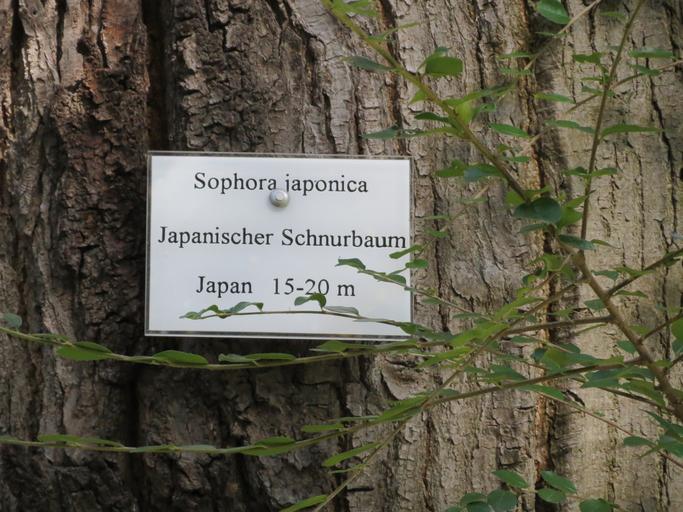 Sophora japonica
Japanischer Schnurbaum
Japan 15-20 m